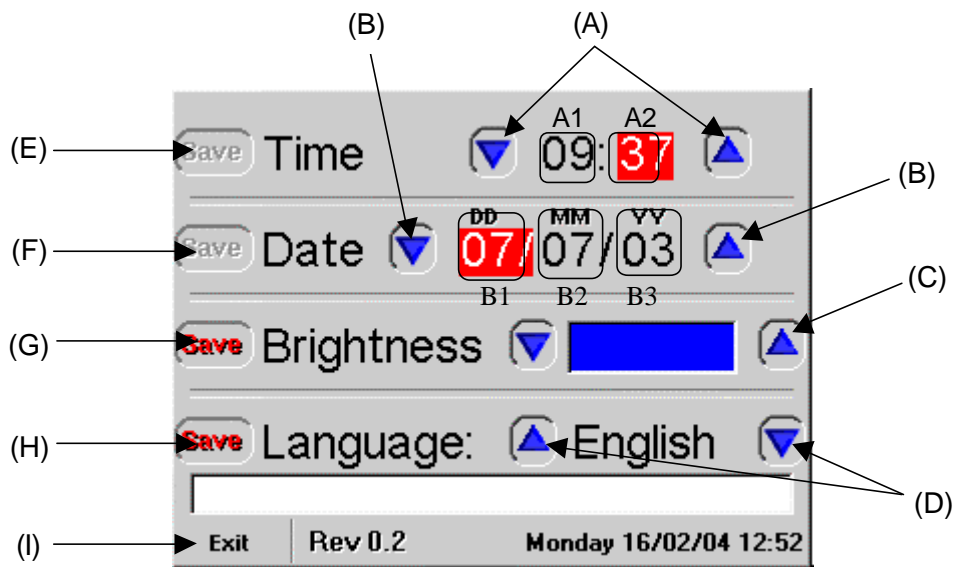 (B) (A)
A1 A2
(E) Save Time 09:37
(B)
DD MM YY
(F) Save Date 07/07/03
B1 B2 B3
(C)
(G) Save Brightness
(H) Save Language: English
(D)
(I) Exit Rev 0.2 Monday 16/02/04 12:52